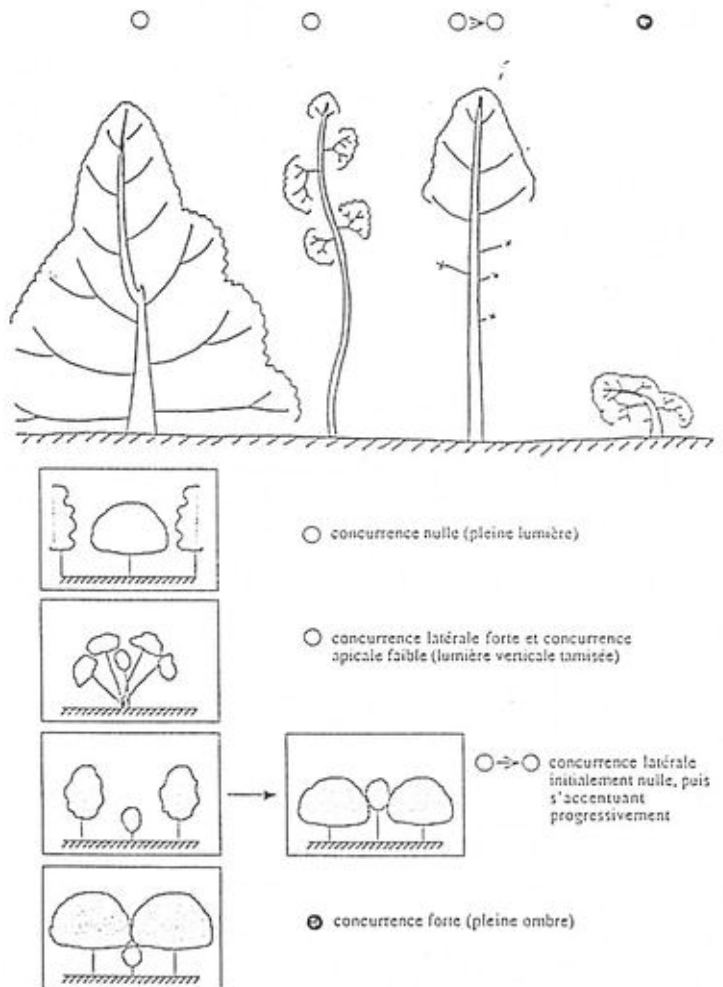 concurrence nulle (pleine lumière)
concurrence latérale forte et concurrence
apicale faible (lumière verticale tamisée)
concurrence latérale
initialement nulle, puis
s'accentuant
progressivement
concurrence forte (pleine ombre)